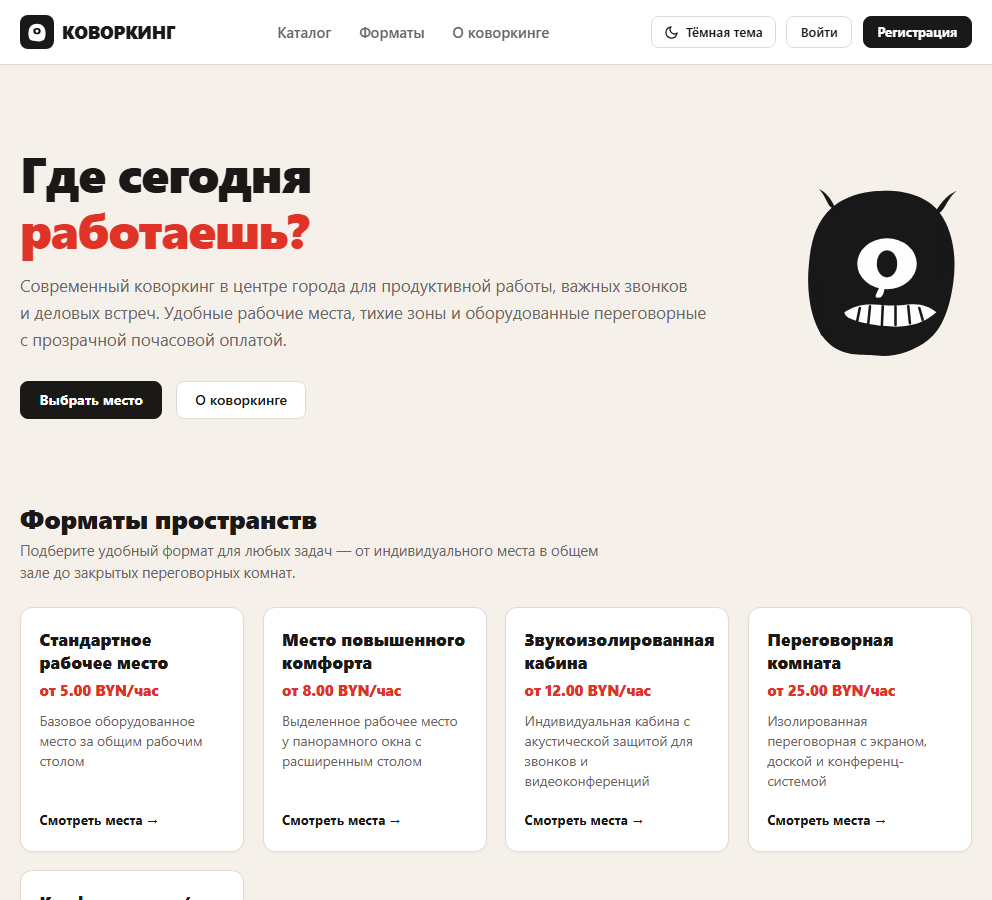 КОВОРКИНГ
Каталог
Форматы
О коворкинге
Тёмная тема
Войти
Регистрация
Где сегодня
работаешь?
Современный коворкинг в центре города для продуктивной работы, важных звонков
и деловых встреч. Удобные рабочие места, тихие зоны и оборудованные переговорные
с прозрачной почасовой оплатой.
Выбрать место
О коворкинге
Форматы пространств
Подберите удобный формат для любых задач — от индивидуального места в общем
зале до закрытых переговорных комнат.
Стандартное
рабочее место
от 5.00 BYN/час
Базовое оборудованное
место за общим рабочим
столом
Смотреть места →
Место повышенного
комфорта
от 8.00 BYN/час
Выделенное рабочее место
у панорамного окна с
расширенным столом
Смотреть места →
Звукоизолированная
кабина
от 12.00 BYN/час
Индивидуальная кабина с
акустической защитой для
звонков и
видеоконференций
Смотреть места →
Переговорная
комната
от 25.00 BYN/час
Изолированная
переговорная с экраном,
доской и конференц-
системой
Смотреть места →